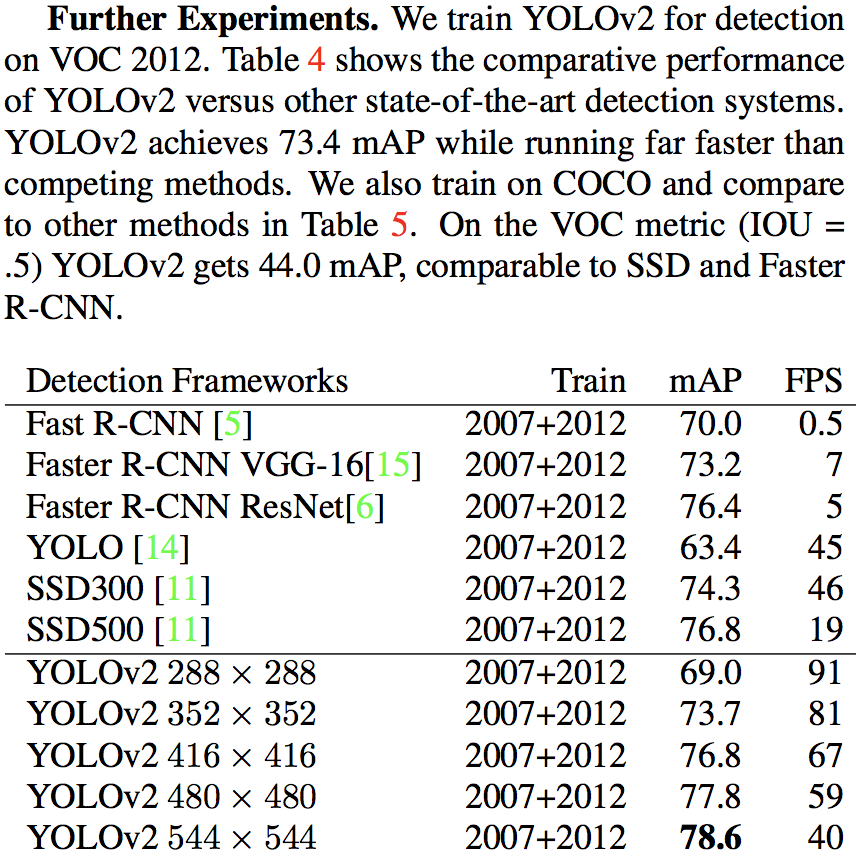 Further Experiments. We train YOLOv2 for detection
on VOC 2012. Table 4 shows the comparative performance
of YOLOv2 versus other state-of-the-art detection systems.
YOLOv2 achieves 73.4 mAP while running far faster than
competing methods. We also train on COCO and compare
to other methods in Table 5. On the VOC metric (IOU =
.5) YOLOv2 gets 44.0 mAP, comparable to SSD and Faster
R-CNN.
Detection Frameworks Train mAP FPS
Fast R-CNN [5] 2007+2012 70.0 0.5
Faster R-CNN VGG-16[15] 2007+2012 73.2 7
Faster R-CNN ResNet[6] 2007+2012 76.4 5
YOLO [14] 2007+2012 63.4 45
SSD300 [11] 2007+2012 74.3 46
SSD500 [11] 2007+2012 76.8 19
YOLOv2 288 × 288 2007+2012 69.0 91
YOLOv2 352 × 352 2007+2012 73.7 81
YOLOv2 416 × 416 2007+2012 76.8 67
YOLOv2 480 × 480 2007+2012 77.8 59
YOLOv2 544 × 544 2007+2012 78.6 40